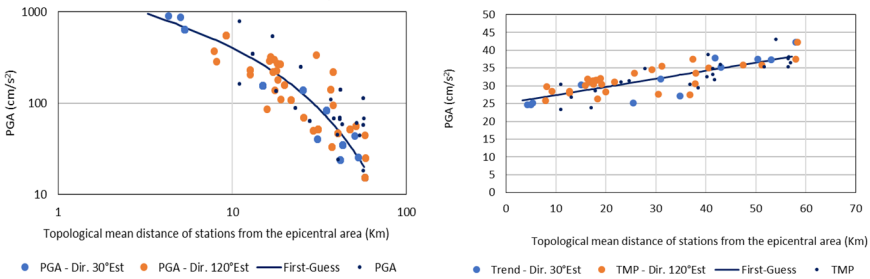 1000
100
10
PGA (cm/s²)
1
10
100
Topological mean distance of stations from the epicentral area (Km)
PGA - Dir. 30°Est
PGA - Dir. 120°Est
First-Guess
PGA
50
45
40
35
30
25
20
15
10
5
0
PGA (cm/s²)
0
10
20
30
40
50
60
70
Topological mean distance of stations from the epicentral area (Km)
Trend - Dir. 30°Est
TMP - Dir. 120°Est
First-Guess
TMP